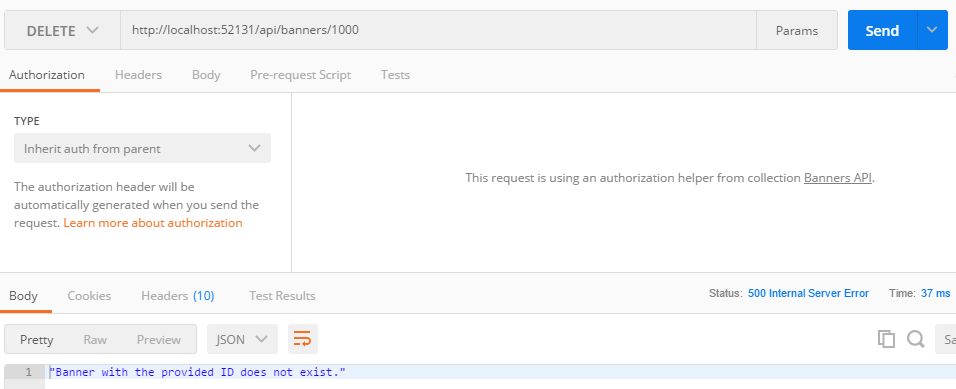 DELETE http://localhost:52131/api/banners/1000 Params Send
Authorization Headers Body Pre-request Script Tests
TYPE
Inherit auth from parent
The authorization header will be
automatically generated when you send the
request. Learn more about authorization
This request is using an authorization helper from collection Banners API.
Body Cookies Headers (10) Test Results Status: 500 Internal Server Error Time: 37 ms
Pretty Raw Preview JSON Sa
1 "Banner with the provided ID does not exist."